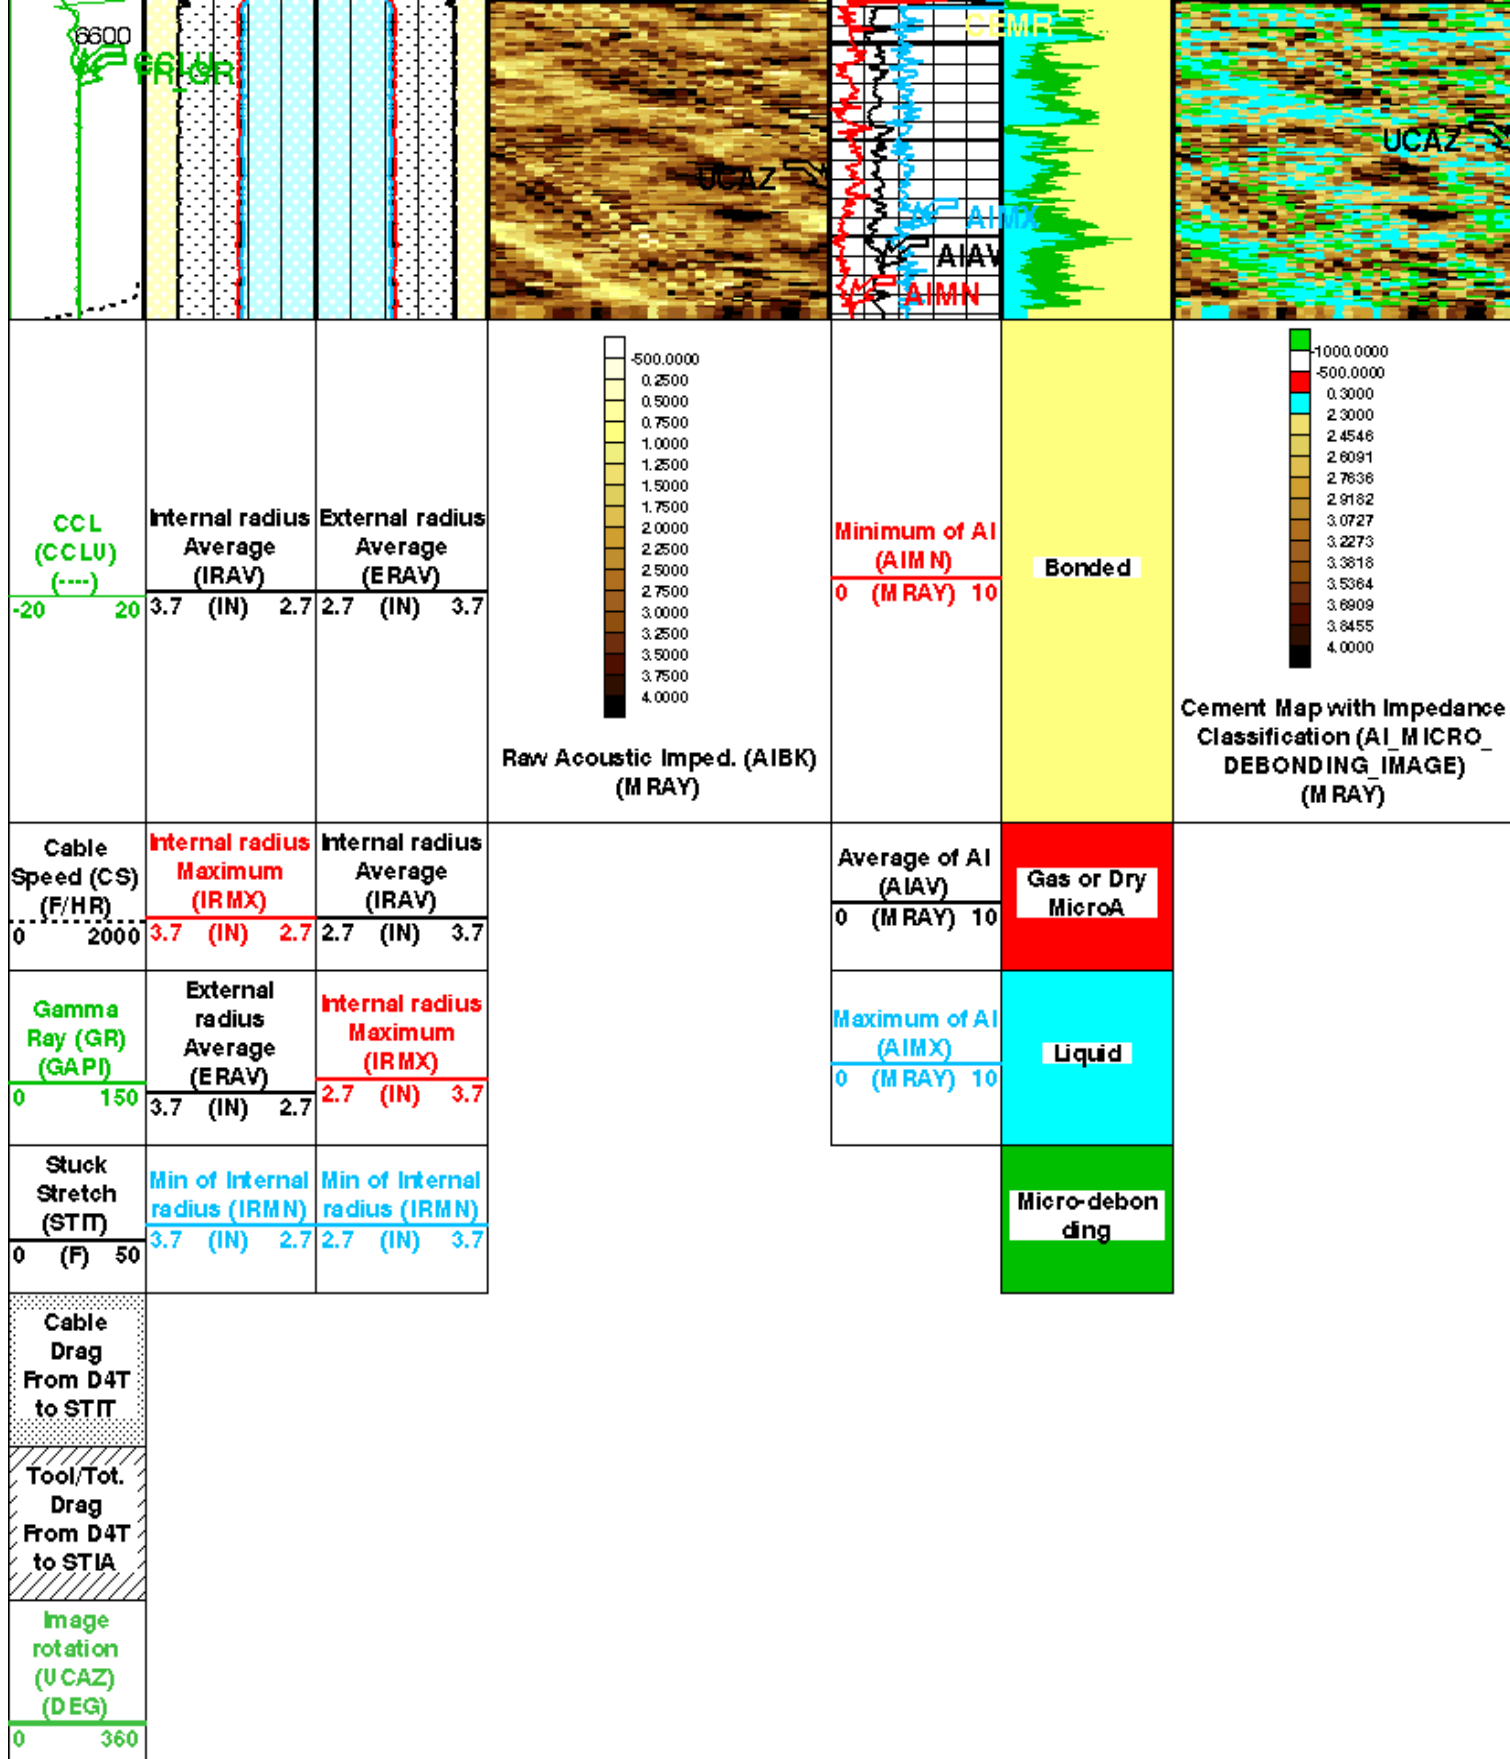 6600
CCLU
GR
CEMR
UCAZ
UCAZ
AIMX
AIAV
AIMN
CCL
(CCLU)
(----)
-20 20
Internal radius
Average
(IRAV)
3.7 (IN) 2.7
External radius
Average
(ERAV)
2.7 (IN) 3.7
-500.0000
0.2500
0.5000
0.7500
1.0000
1.2500
1.5000
1.7500
2.0000
2.2500
2.5000
2.7500
3.0000
3.2500
3.5000
3.7500
4.0000
Raw Acoustic Imped. (AIBK)
(MRAY)
Minimum of AI
(AIMN)
0 (MRAY) 10
Bonded
-1000.0000
-500.0000
0.3000
2.3000
2.4546
2.6091
2.7636
2.9182
3.0727
3.2273
3.3818
3.5364
3.6909
3.8455
4.0000
Cement Map with Impedance
Classification (AI_MICRO_
DEBONDING_IMAGE)
(MRAY)
Cable
Speed (CS)
(F/HR)
0 2000
Internal radius
Maximum
(IRMX)
3.7 (IN) 2.7
Internal radius
Average
(IRAV)
2.7 (IN) 3.7
Average of AI
(AIAV)
0 (MRAY) 10
Gas or Dry
MicroA
Gamma
Ray (GR)
(GAPI)
0 150
External
radius
Average
(ERAV)
3.7 (IN) 2.7
Internal radius
Maximum
(IRMX)
2.7 (IN) 3.7
Maximum of AI
(AIMX)
0 (MRAY) 10
Liquid
Stuck
Stretch
(STIT)
0 (F) 50
Min of Internal
radius (IRMN)
3.7 (IN) 2.7
Min of Internal
radius (IRMN)
2.7 (IN) 3.7
Micro-debon
ding
Cable
Drag
From D4T
to STIT
Tool/Tot.
Drag
From D4T
to STIA
Image
rotation
(UCAZ)
(DEG)
0 360